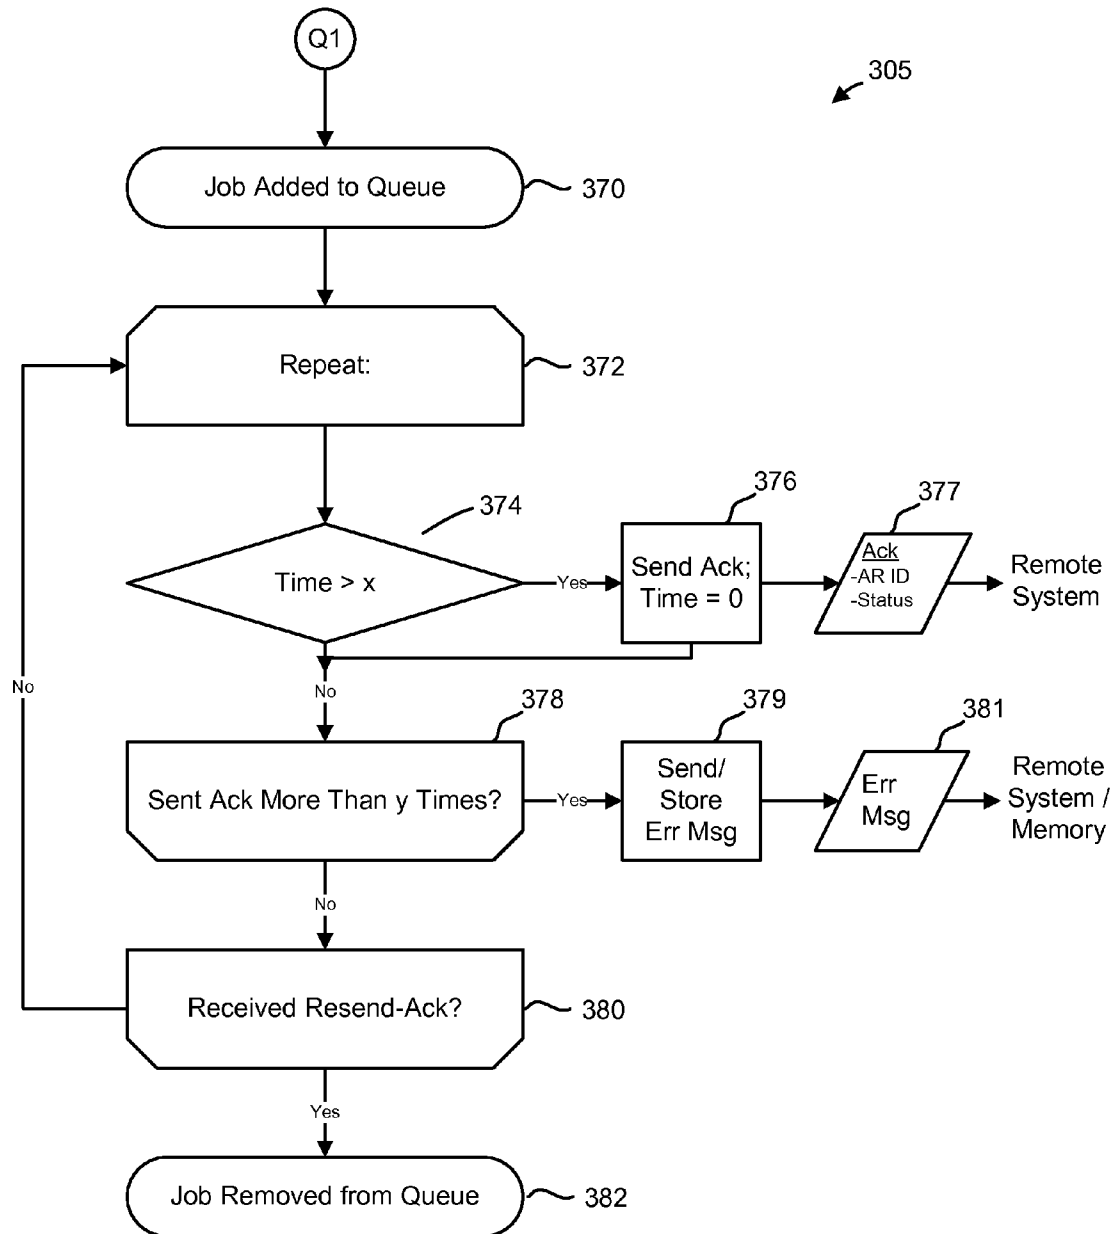 Q1
305
Job Added to Queue
370
Repeat:
372
374
Time > x
Yes
376
Send Ack;
Time = 0
377
Ack
-AR ID
-Status
Remote
System
No
No
378
Sent Ack More Than y Times?
Yes
379
Send/
Store
Err Msg
381
Err
Msg
Remote
System /
Memory
No
Received Resend-Ack?
380
Yes
Job Removed from Queue
382